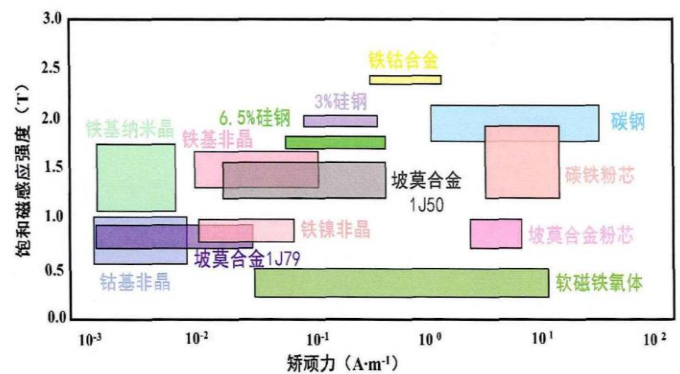 3.0
2.5
2.0
1.5
1.0
0.5
0.0
饱和磁感应强度（T）
铁钴合金
3%硅钢
6.5%硅钢
碳钢
铁基纳米晶
铁基非晶
坡莫合金
1J50
碳铁粉芯
铁镍非晶
坡莫合金粉芯
坡莫合金1J79
钴基非晶
软磁铁氧体
10⁻³
10⁻²
10⁻¹
10⁰
10¹
10²
矫顽力（A·m⁻¹）